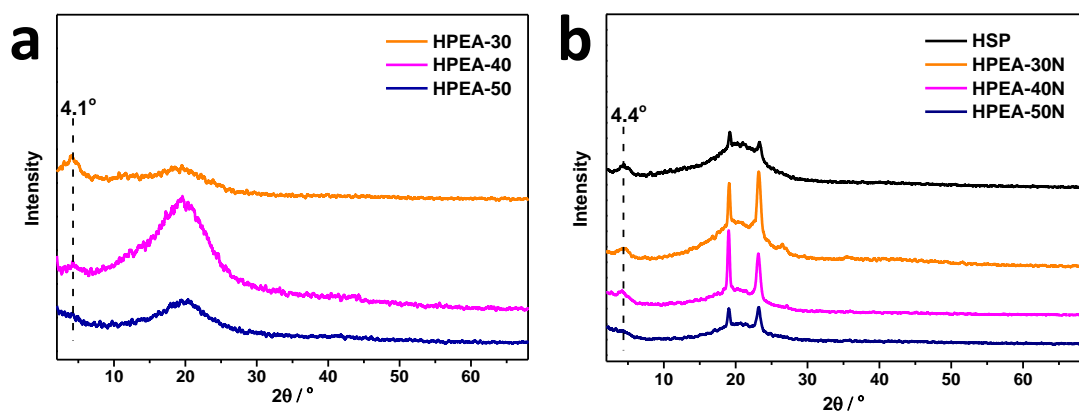 a
HPEA-30
HPEA-40
HPEA-50
4.1°
Intensity
10 20 30 40 50 60
2θ / °
b
HSP
HPEA-30N
HPEA-40N
HPEA-50N
4.4°
Intensity
10 20 30 40 50 60
2θ / °